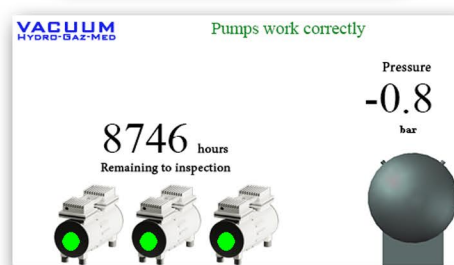 VACUUM
HYDRO-GAZ-MED
Pumps work correctly
Pressure
-0.8
bar
8746 hours
Remaining to inspection